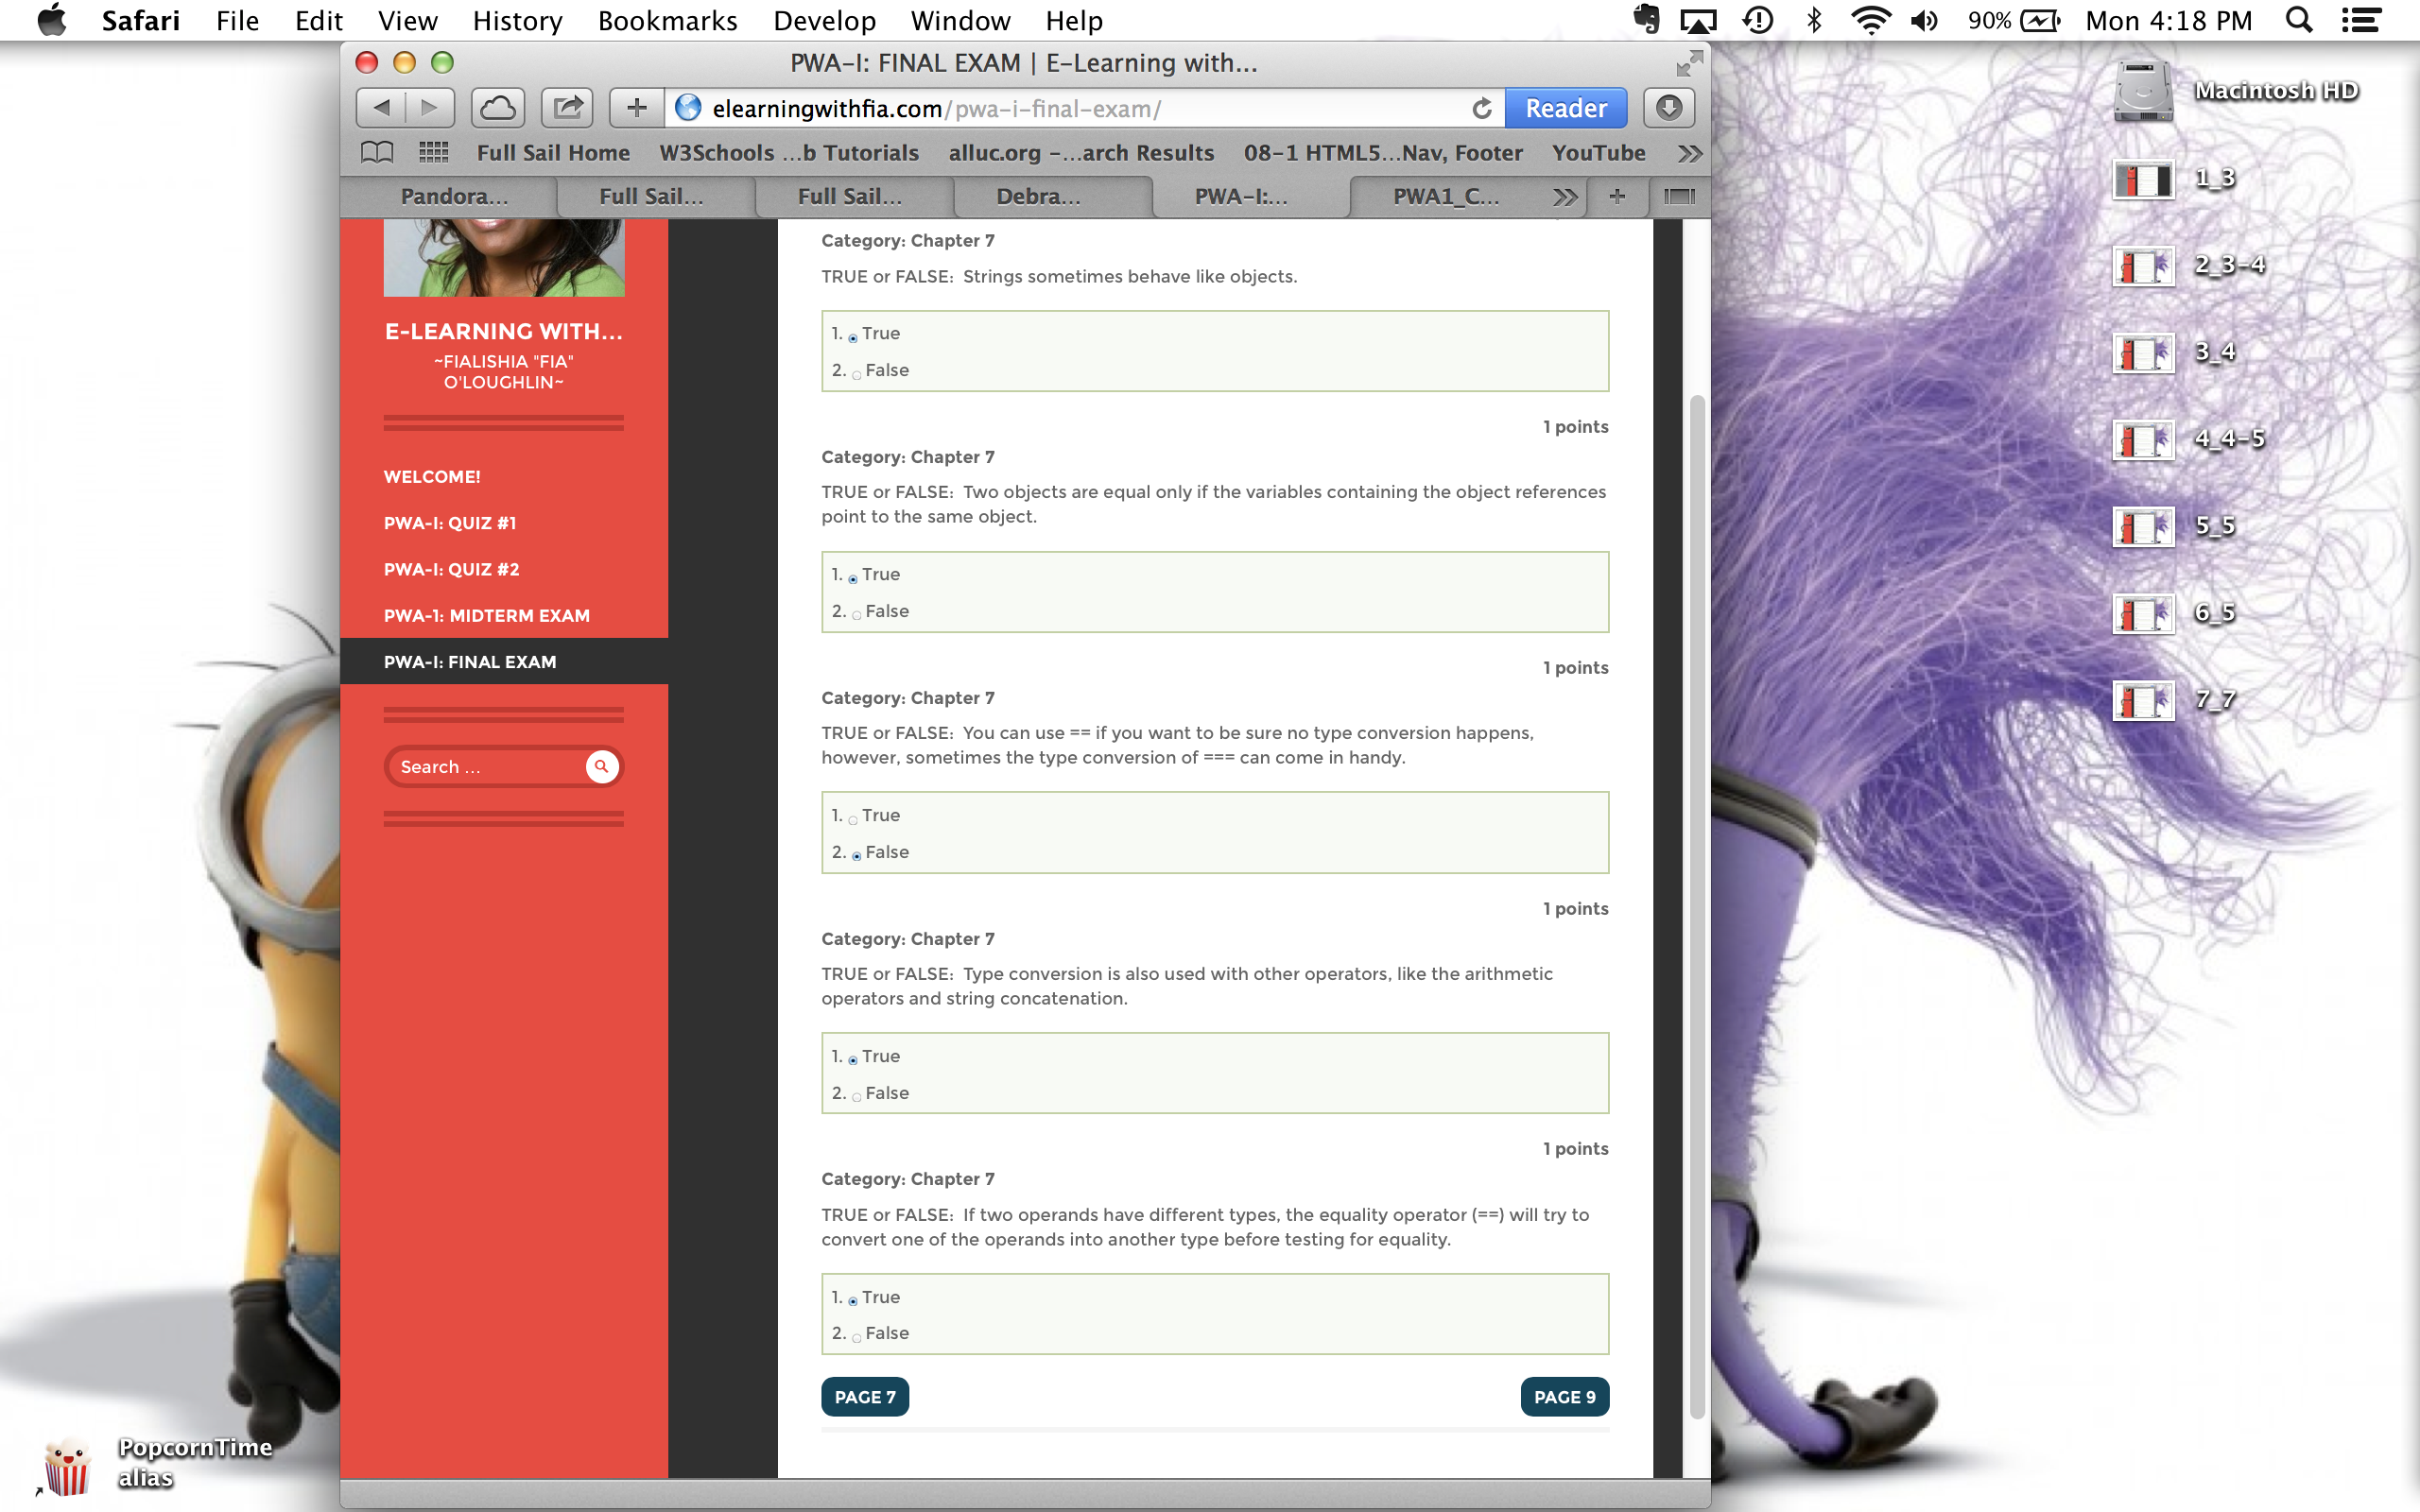 Safari File Edit View History Bookmarks Develop Window Help 90% Mon 4:18 PM
PWA-I: FINAL EXAM | E-Learning with...
elearningwithfia.com/pwa-i-final-exam/ Reader
Full Sail Home W3Schools ...b Tutorials alluc.org -...arch Results 08-1 HTML5...Nav, Footer YouTube
Pandora... Full Sail... Full Sail... Debra... PWA-I:... PWA1_C...
E-LEARNING WITH...
~FIALISHIA "FIA"
O'LOUGHLIN~
WELCOME!
PWA-I: QUIZ #1
PWA-I: QUIZ #2
PWA-1: MIDTERM EXAM
PWA-I: FINAL EXAM
Search ...
Category: Chapter 7
TRUE or FALSE: Strings sometimes behave like objects.
1. True
2. False
1 points
Category: Chapter 7
TRUE or FALSE: Two objects are equal only if the variables containing the object references
point to the same object.
1. True
2. False
1 points
Category: Chapter 7
TRUE or FALSE: You can use == if you want to be sure no type conversion happens,
however, sometimes the type conversion of === can come in handy.
1. True
2. False
1 points
Category: Chapter 7
TRUE or FALSE: Type conversion is also used with other operators, like the arithmetic
operators and string concatenation.
1. True
2. False
1 points
Category: Chapter 7
TRUE or FALSE: If two operands have different types, the equality operator (==) will try to
convert one of the operands into another type before testing for equality.
1. True
2. False
PAGE 7 PAGE 9
Macintosh HD
1_3
2_3-4
3_4
4_4-5
5_5
6_5
7_7
PopcornTime
alias